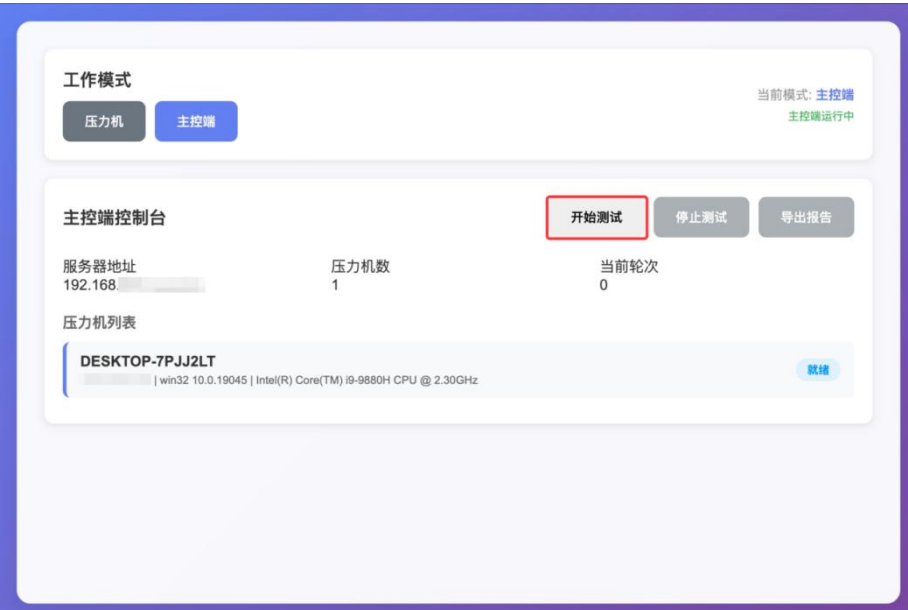 工作模式
压力机 主控端
当前模式: 主控端
主控端运行中
主控端控制台
开始测试 停止测试 导出报告
服务器地址 压力机数 当前轮次
192.168. 1 0
压力机列表
DESKTOP-7PJJ2LT
| win32 10.0.19045 | Intel(R) Core(TM) i9-9880H CPU @ 2.30GHz
就绪